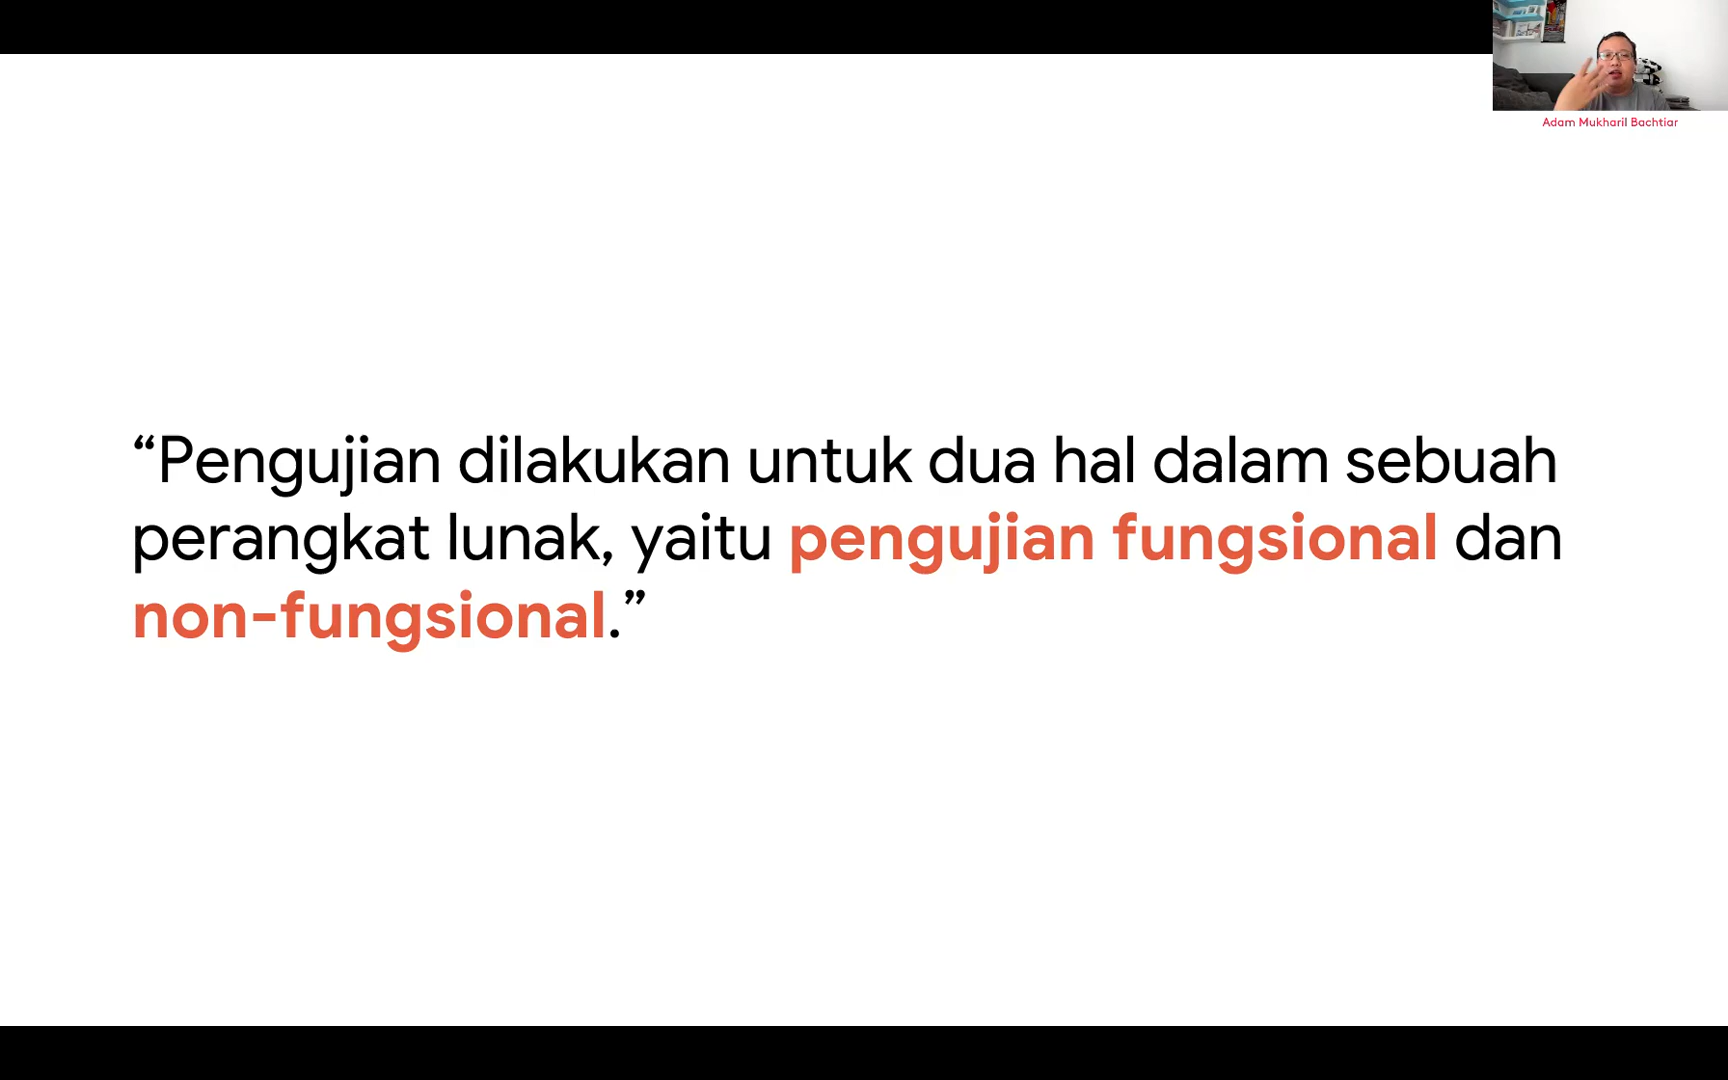 Adam Mukharil Bachtiar
“Pengujian dilakukan untuk dua hal dalam sebuah
perangkat lunak, yaitu pengujian fungsional dan
non-fungsional.”